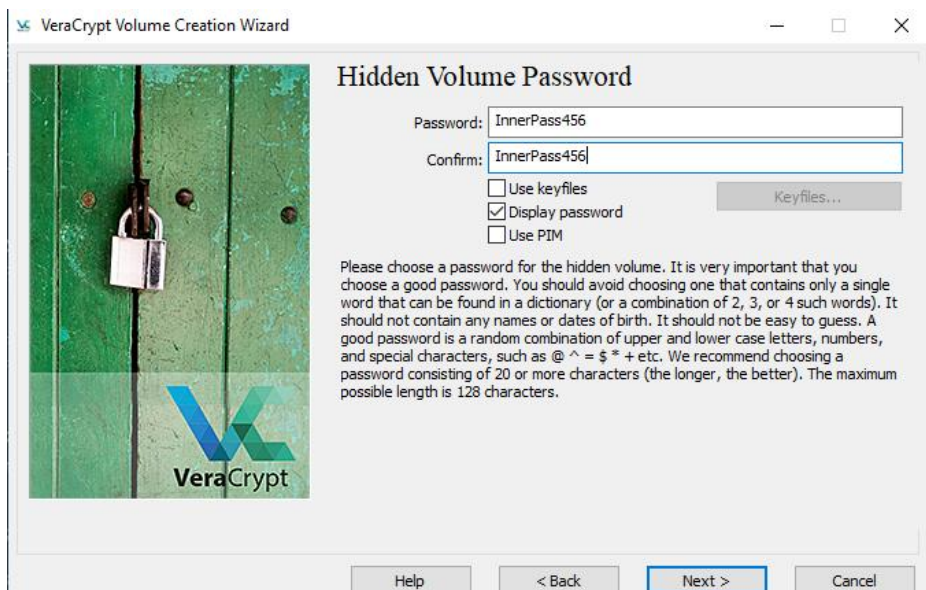 VeraCrypt Volume Creation Wizard
Hidden Volume Password
Password: InnerPass456
Confirm: InnerPass456
Use keyfiles
Keyfiles...
Display password
Use PIM
Please choose a password for the hidden volume. It is very important that you
choose a good password. You should avoid choosing one that contains only a single
word that can be found in a dictionary (or a combination of 2, 3, or 4 such words). It
should not contain any names or dates of birth. It should not be easy to guess. A
good password is a random combination of upper and lower case letters, numbers,
and special characters, such as @ ^ = $ * + etc. We recommend choosing a
password consisting of 20 or more characters (the longer, the better). The maximum
possible length is 128 characters.
VeraCrypt
Help < Back Next > Cancel